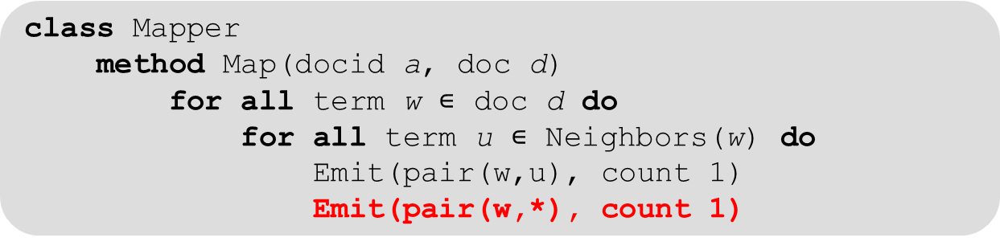 class Mapper
method Map(docid a, doc d)
for all term w ∈ doc d do
for all term u ∈ Neighbors(w) do
Emit(pair(w,u), count 1)
Emit(pair(w,*), count 1)